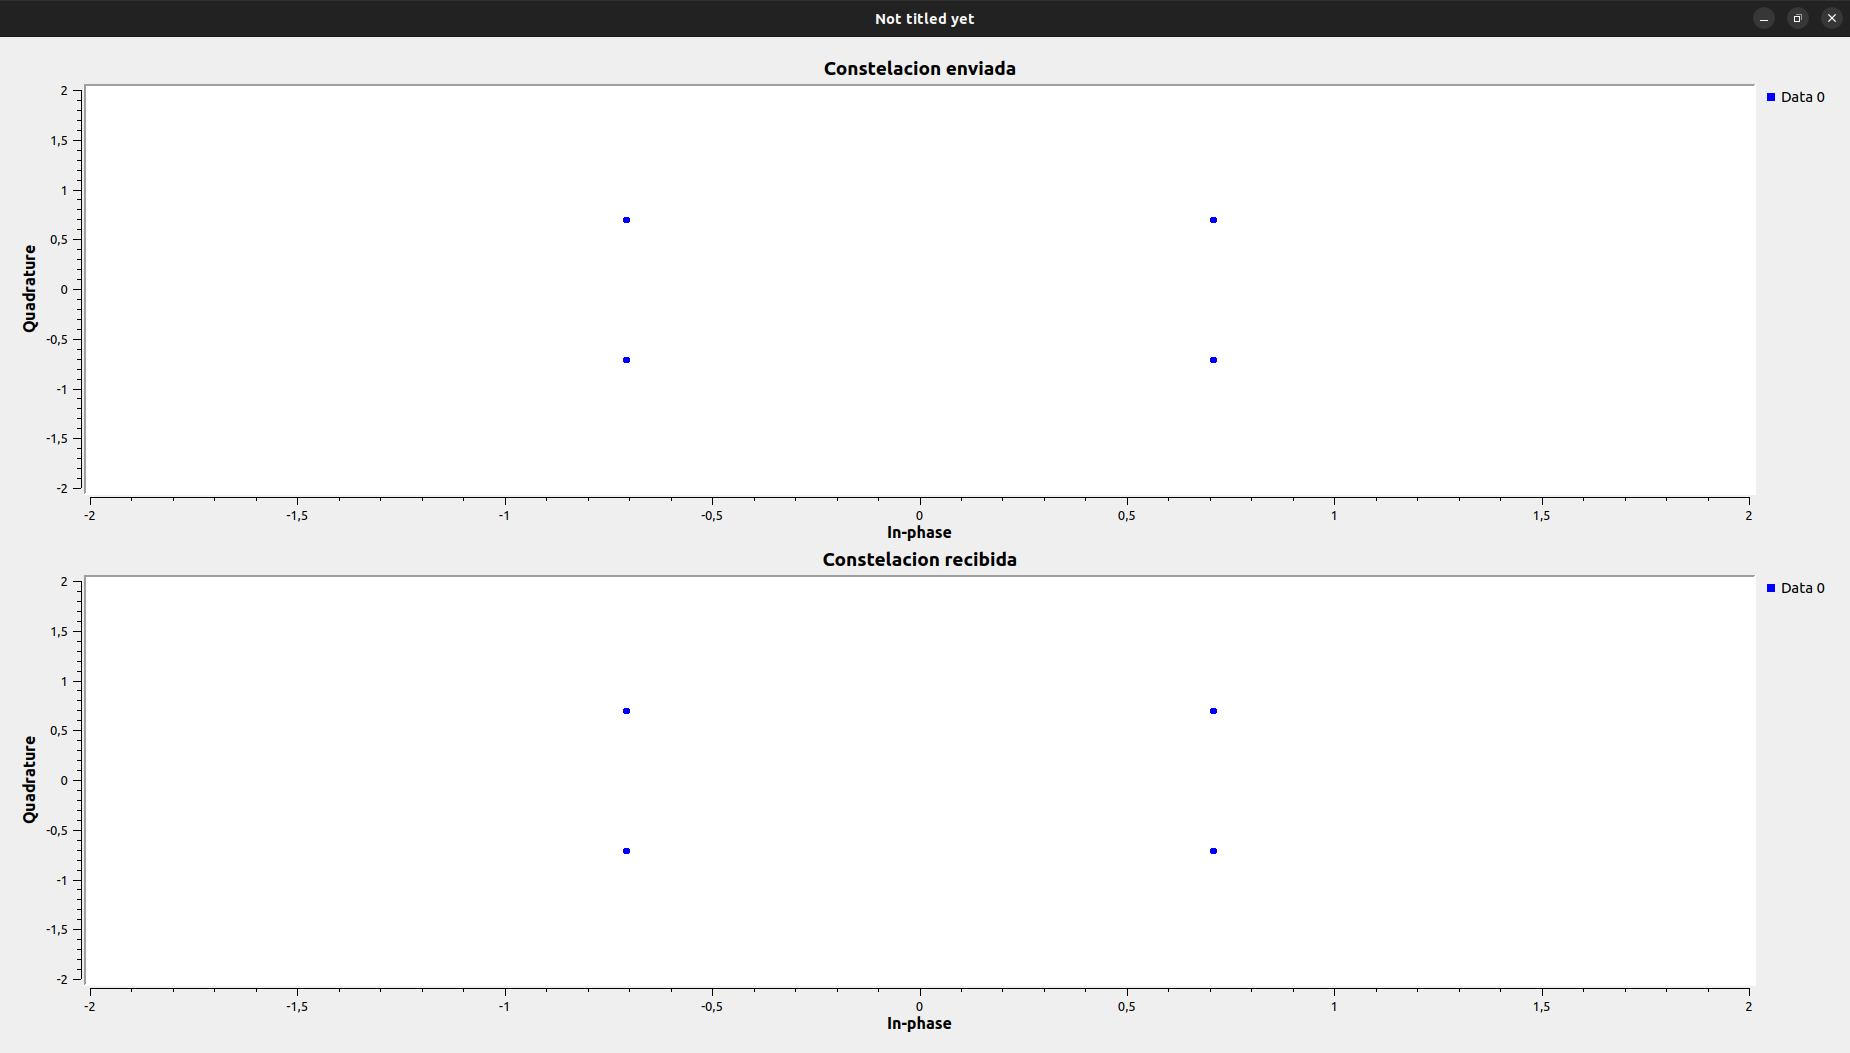 Not titled yet
Constelacion enviada
Data 0
2
1,5
1
0,5
0
-0,5
-1
-1,5
-2
Quadrature
-2 -1,5 -1 -0,5 0 0,5 1 1,5 2
In-phase
Constelacion recibida
Data 0
2
1,5
1
0,5
0
-0,5
-1
-1,5
-2
Quadrature
-2 -1,5 -1 -0,5 0 0,5 1 1,5 2
In-phase